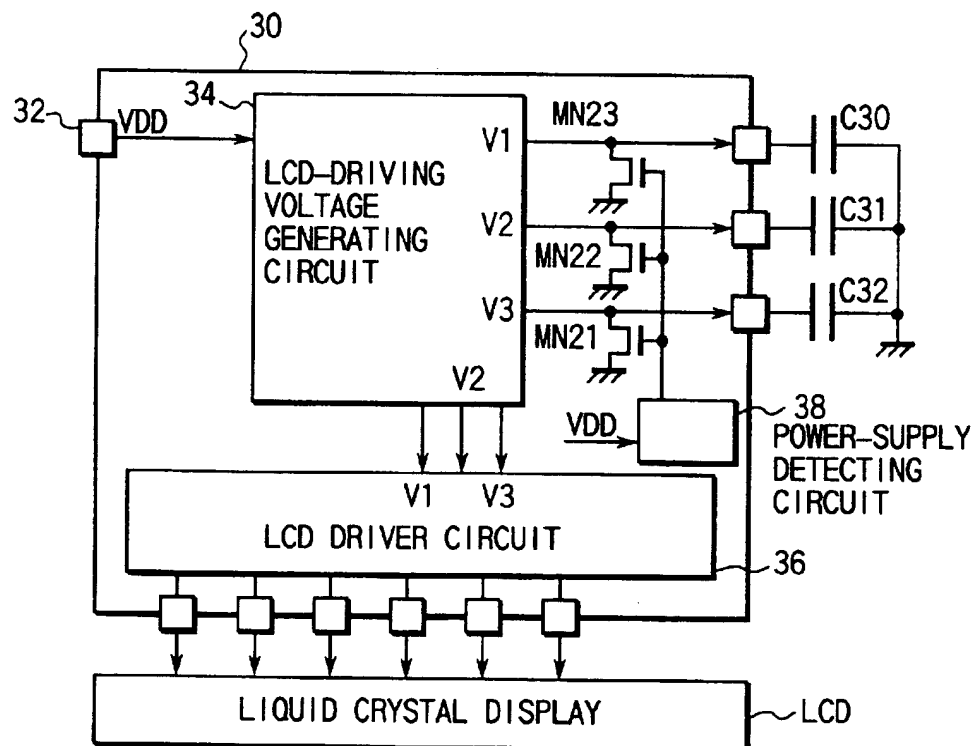 30
32
VDD
34
LCD-DRIVING
VOLTAGE
GENERATING
CIRCUIT
V1
V2
V3
V2
MN23
MN22
MN21
C30
C31
C32
VDD
38
POWER-SUPPLY
DETECTING
CIRCUIT
V1 V3
LCD DRIVER CIRCUIT
36
LIQUID CRYSTAL DISPLAY
LCD